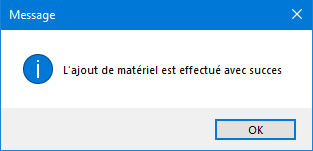 Message
L'ajout de matériel est effectué avec succes
OK